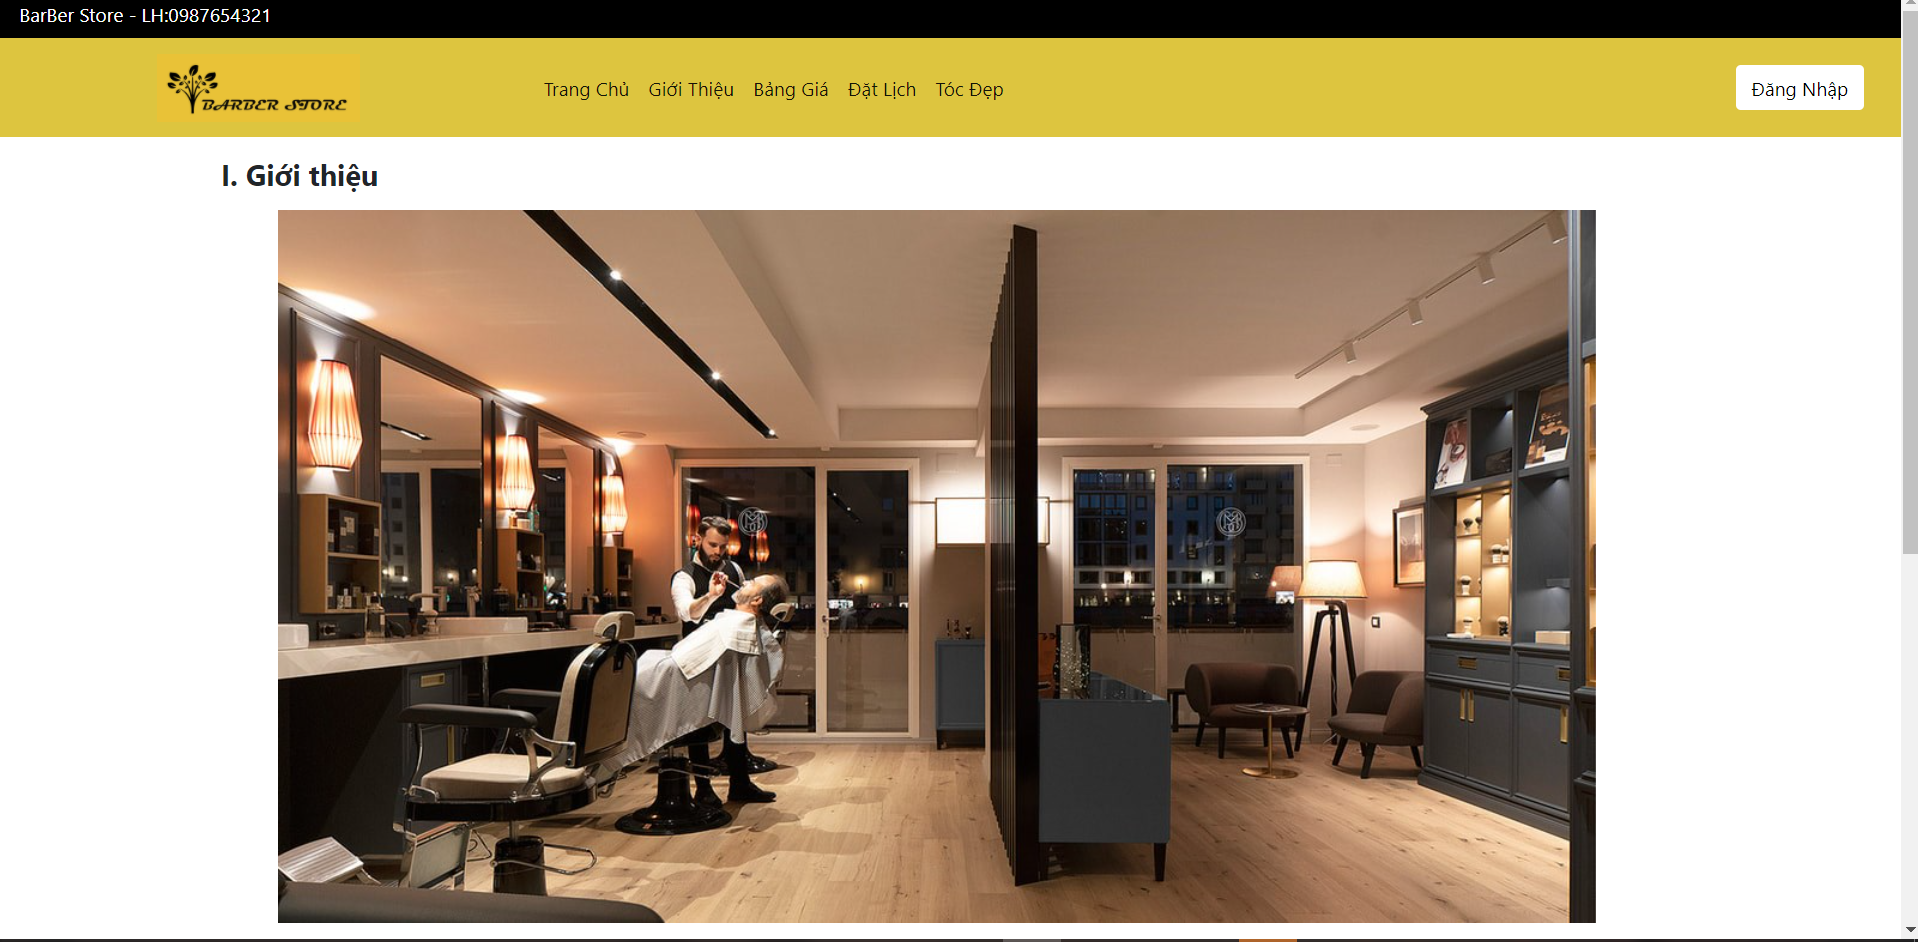 BarBer Store - LH:0987654321
BARBER STORE
Trang Chủ Giới Thiệu Bảng Giá Đặt Lịch Tóc Đẹp
Đăng Nhập
I. Giới thiệu